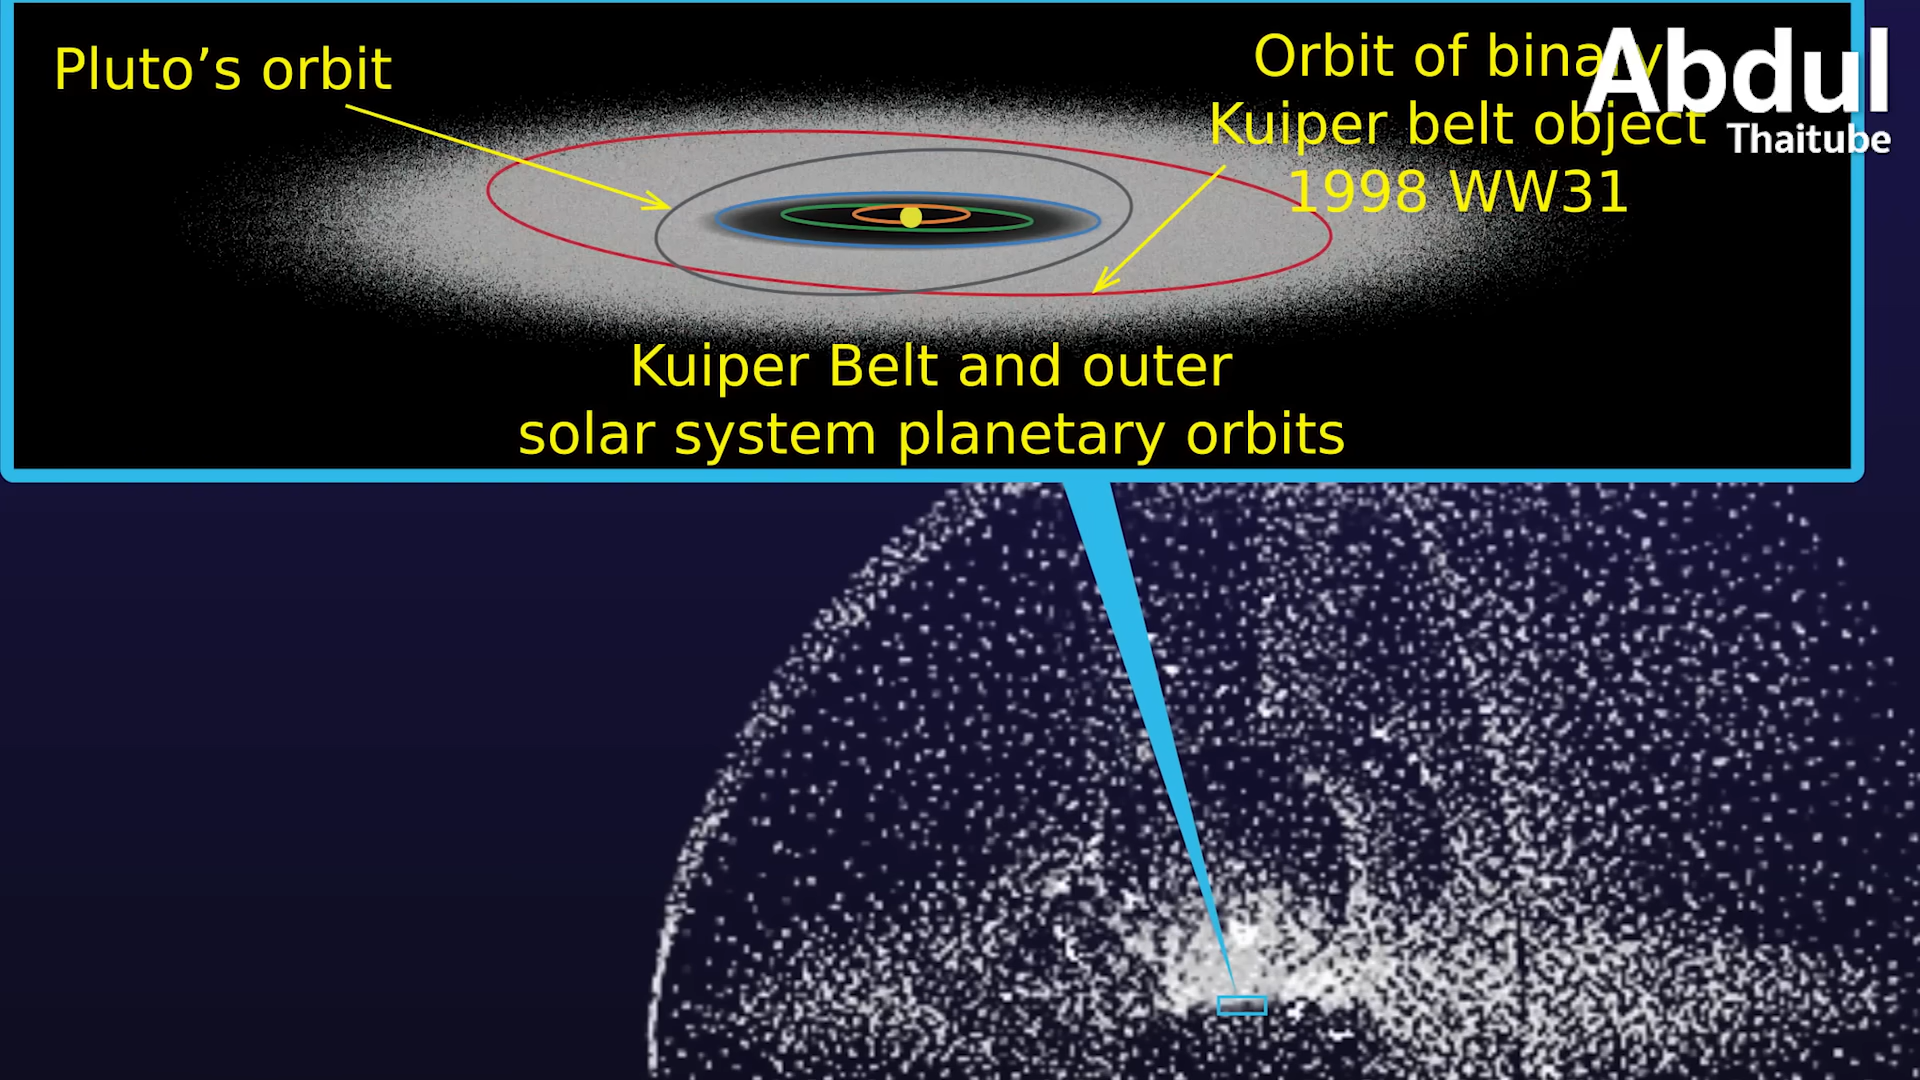 Pluto’s orbit
Orbit of binary
Kuiper belt object
1998 WW31
Abdul
Thaitube
Kuiper Belt and outer
solar system planetary orbits